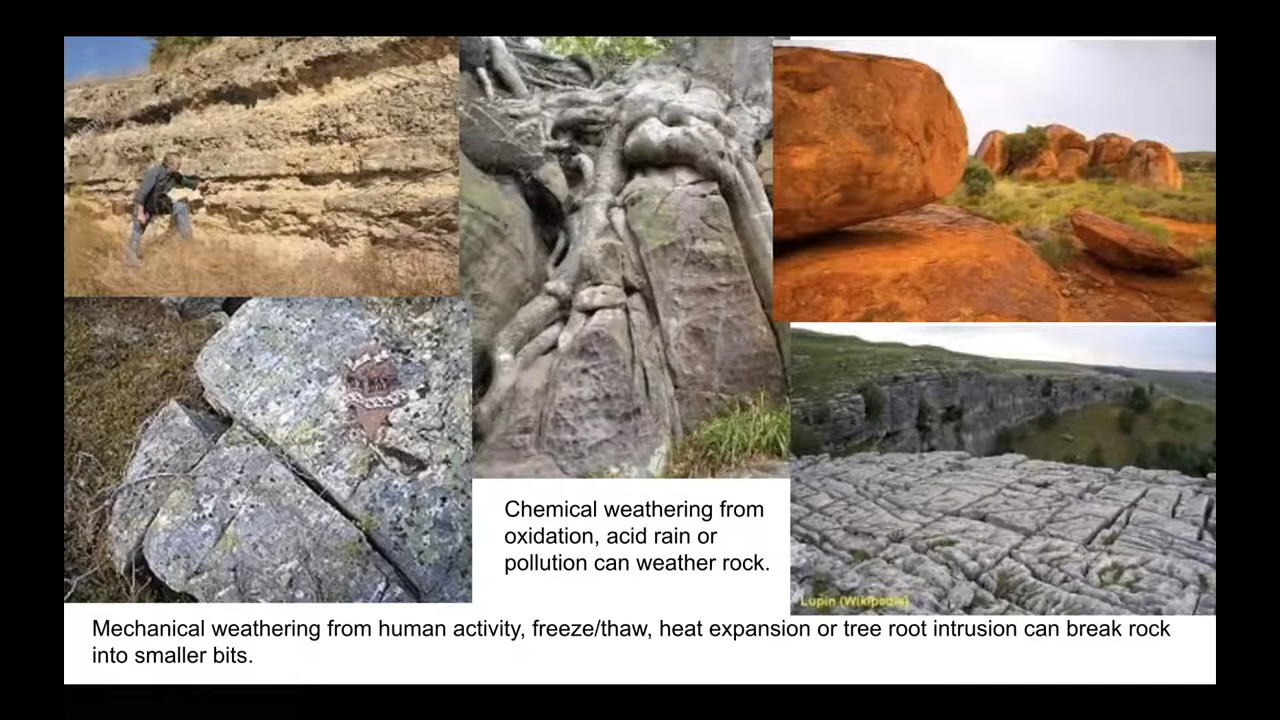 Chemical weathering from
oxidation, acid rain or
pollution can weather rock.
Lupin (Wikipedia)
Mechanical weathering from human activity, freeze/thaw, heat expansion or tree root intrusion can break rock
into smaller bits.